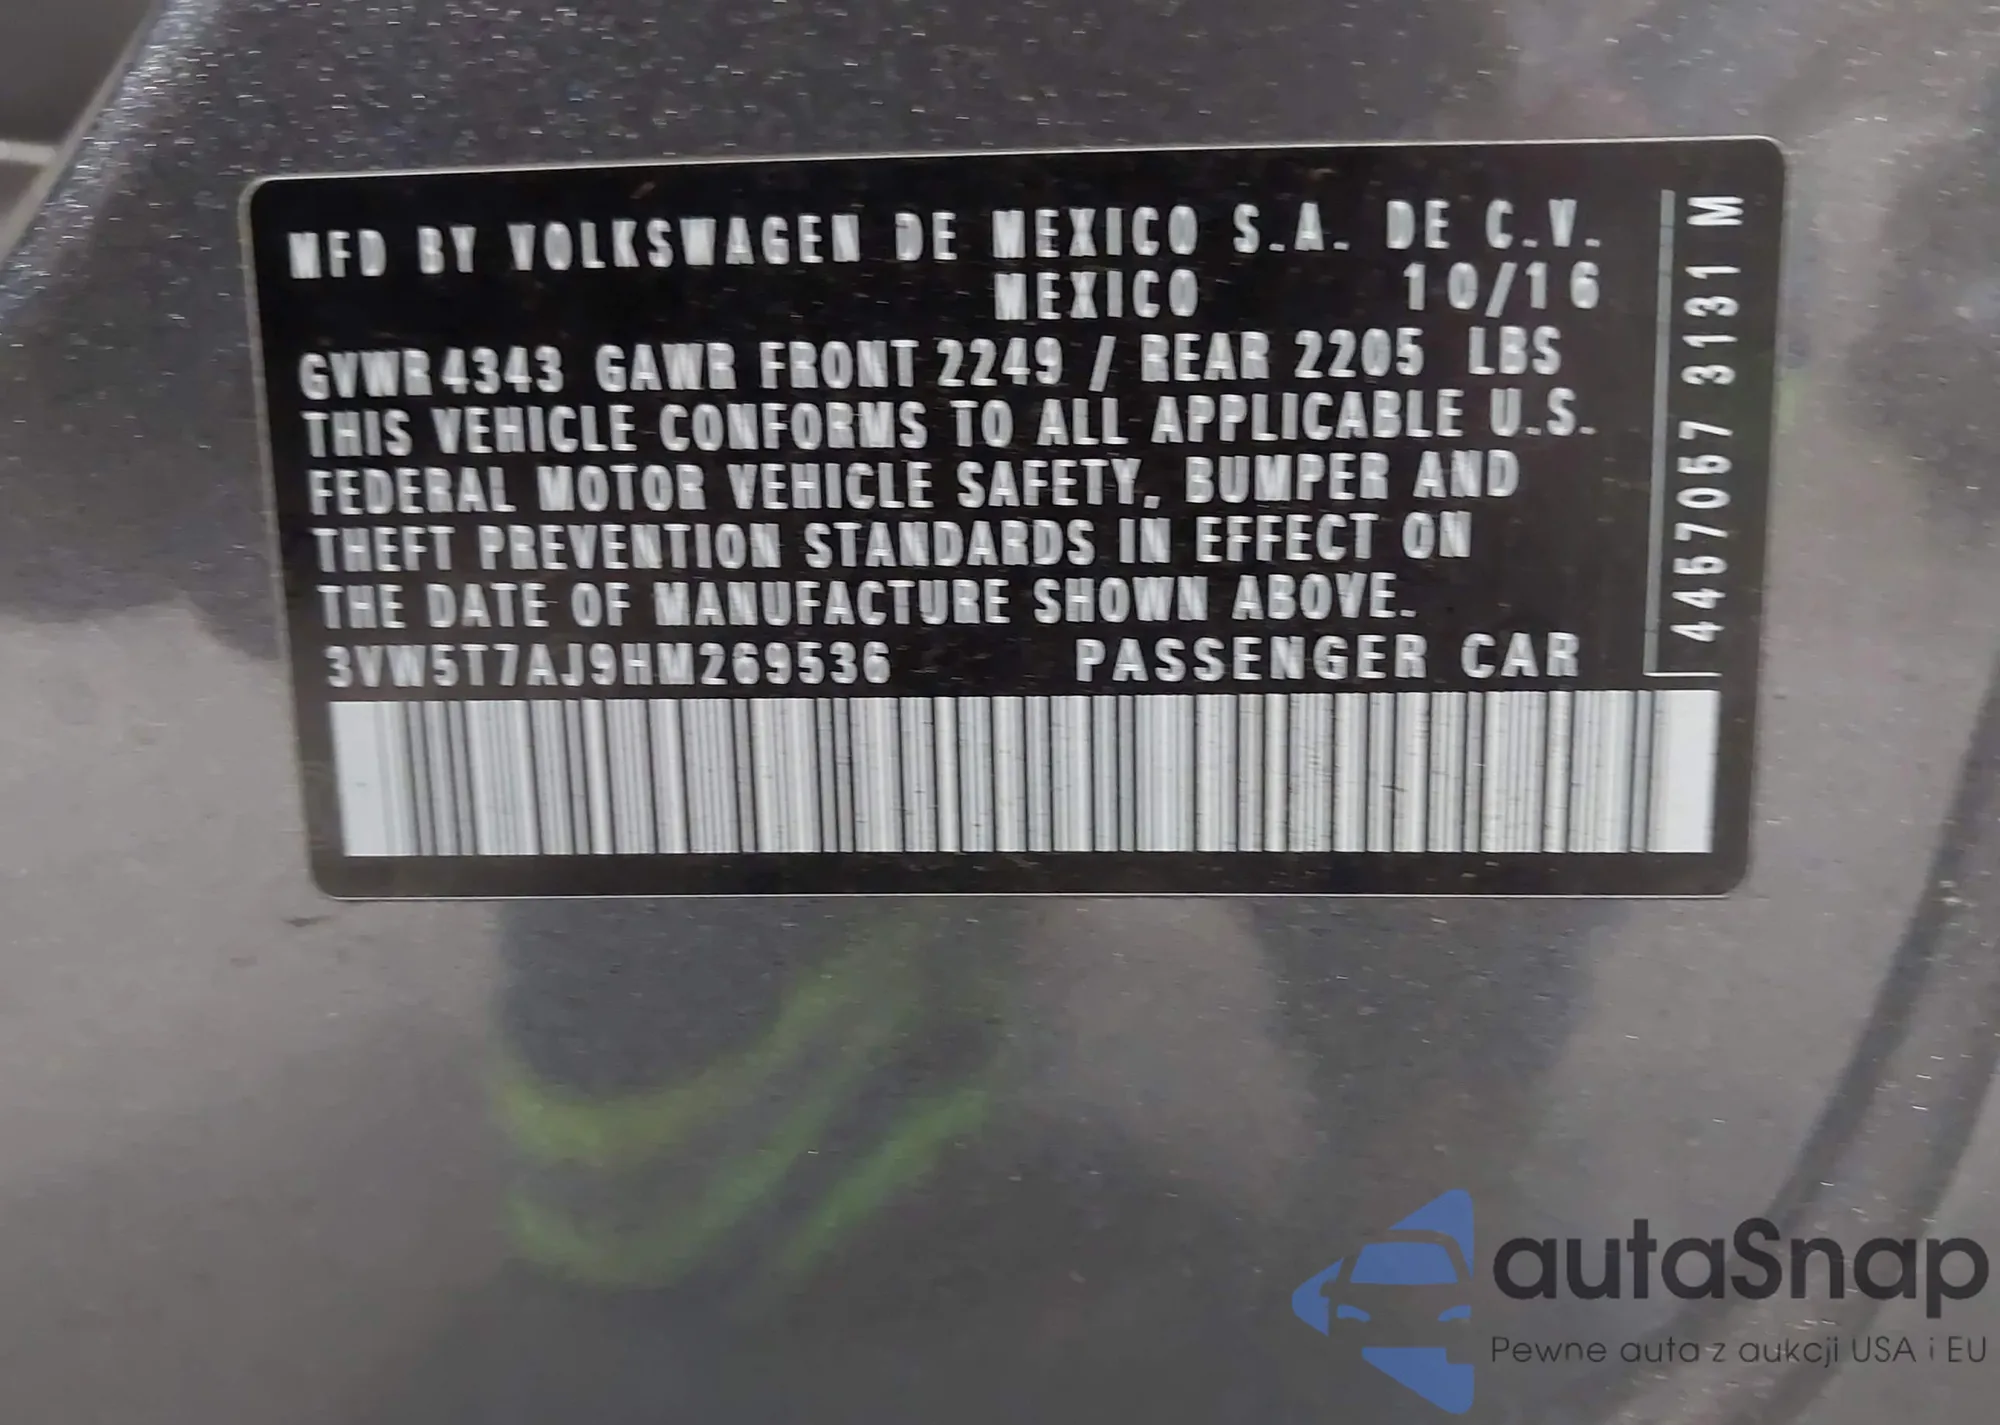 MFD BY VOLKSWAGEN DE MEXICO S.A. DE C.V.
MEXICO 10/16
GVWR 4343 GAWR FRONT 2249 / REAR 2205 LBS
THIS VEHICLE CONFORMS TO ALL APPLICABLE U.S.
FEDERAL MOTOR VEHICLE SAFETY, BUMPER AND
THEFT PREVENTION STANDARDS IN EFFECT ON
THE DATE OF MANUFACTURE SHOWN ABOVE.
3VW5T7AJ9HM269536 PASSENGER CAR
4457057 3131 M
autaSnap
Pewne auta z aukcji USA i EU